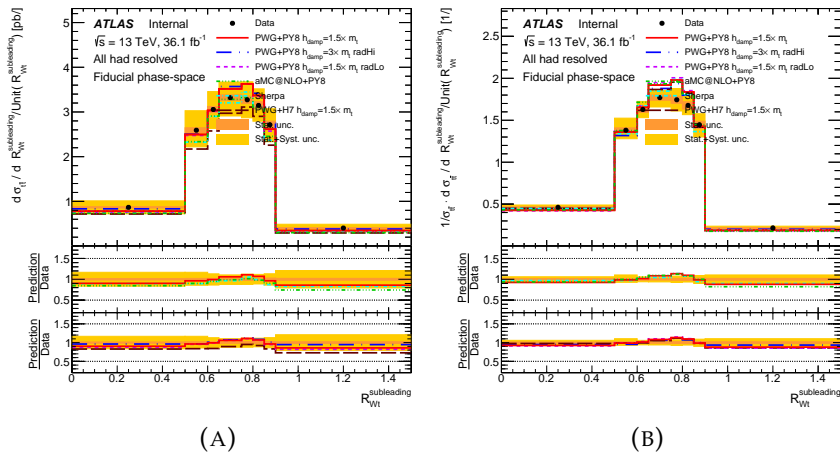 d σ_tt̄ / d R_Wt^subleading /Unit( R_Wt^subleading ) [pb/]
ATLAS Internal
√s = 13 TeV, 36.1 fb⁻¹
All had resolved
Fiducial phase-space
Data
PWG+PY8 h_damp=1.5× m_t
PWG+PY8 h_damp=3× m_t radHi
PWG+PY8 h_damp=1.5× m_t radLo
aMC@NLO+PY8
Sherpa
PWG+H7 h_damp=1.5× m_t
Stat. unc.
Stat.+Syst. unc.
5
4
3
2
1
Prediction
Data
1.5
1
0.5
Prediction
Data
1.5
1
0.5
0 0.2 0.4 0.6 0.8 1 1.2 1.4
R_Wt^subleading
(A)
1/σ_tt̄ · d σ_tt̄ / d R_Wt^subleading /Unit( R_Wt^subleading ) [1/]
ATLAS Internal
√s = 13 TeV, 36.1 fb⁻¹
All had resolved
Fiducial phase-space
Data
PWG+PY8 h_damp=1.5× m_t
PWG+PY8 h_damp=3× m_t radHi
PWG+PY8 h_damp=1.5× m_t radLo
aMC@NLO+PY8
Sherpa
PWG+H7 h_damp=1.5× m_t
Stat. unc.
Stat.+Syst. unc.
2.5
2
1.5
1
0.5
Prediction
Data
1.5
1
0.5
Prediction
Data
1.5
1
0.5
0 0.2 0.4 0.6 0.8 1 1.2 1.4
R_Wt^subleading
(B)